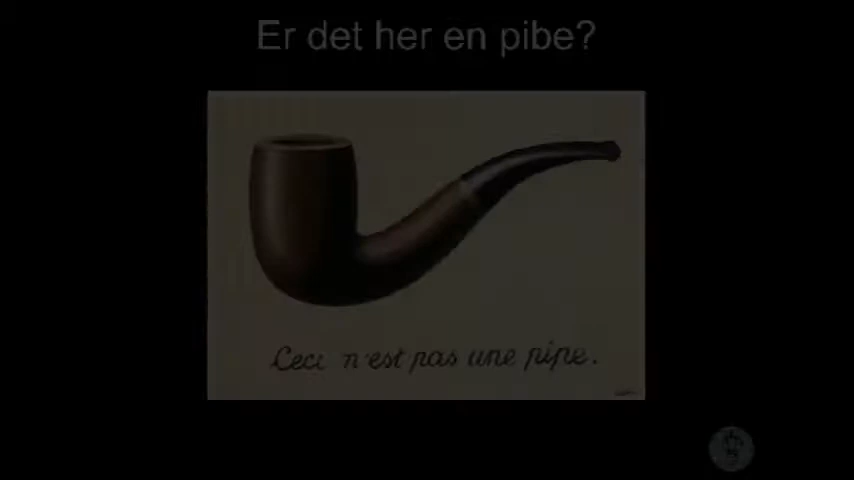 Er det her en pibe?
Ceci n'est pas une pipe.